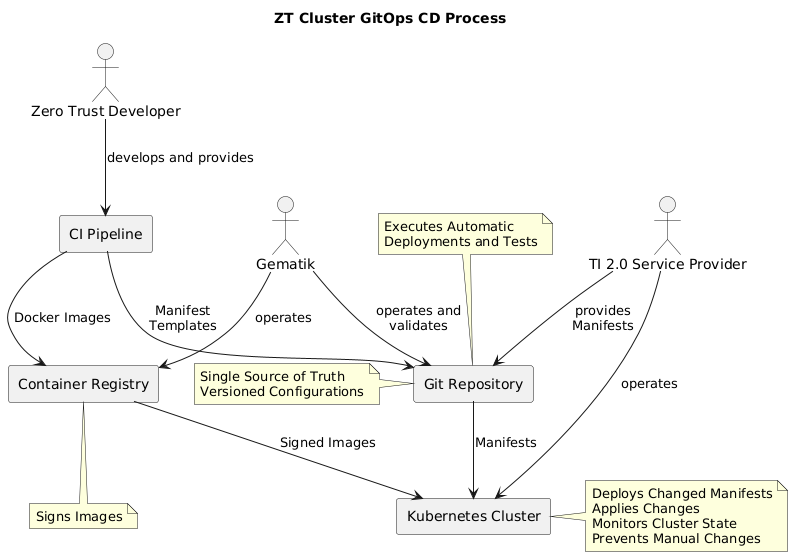 ZT Cluster GitOps CD Process
Zero Trust Developer
develops and provides
Executes Automatic
Deployments and Tests
CI Pipeline
Gematik
TI 2.0 Service Provider
Docker Images
Manifest
Templates
operates
operates and
validates
provides
Manifests
Container Registry
Single Source of Truth
Versioned Configurations
Git Repository
operates
Signed Images
Manifests
Signs Images
Kubernetes Cluster
Deploys Changed Manifests
Applies Changes
Monitors Cluster State
Prevents Manual Changes